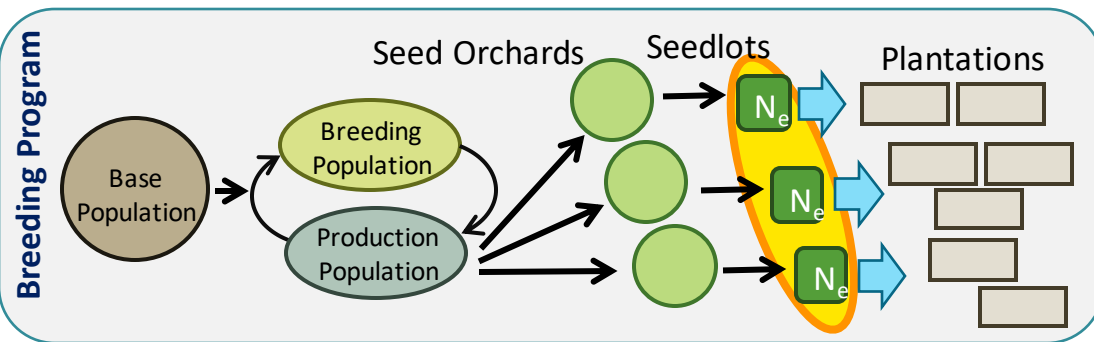 Breeding Program
Seed Orchards
Seedlots
Plantations
Base
Population
Breeding
Population
Production
Population
Ne
Ne
Ne